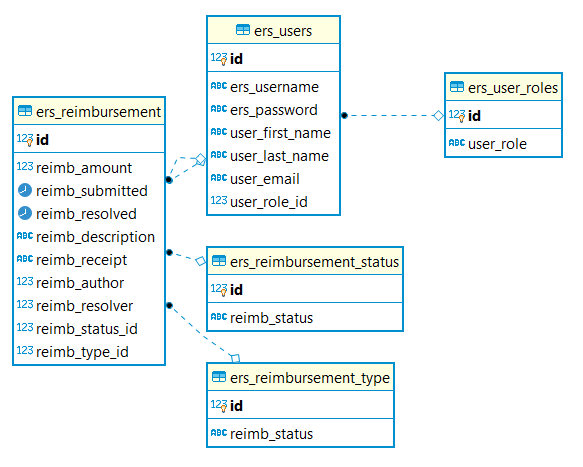 ers_users
123 id
ABC ers_username
ABC ers_password
ABC user_first_name
ABC user_last_name
ABC user_email
123 user_role_id
ers_user_roles
123 id
ABC user_role
ers_reimbursement
123 id
123 reimb_amount
reimb_submitted
reimb_resolved
ABC reimb_description
ABC reimb_receipt
123 reimb_author
123 reimb_resolver
123 reimb_status_id
123 reimb_type_id
ers_reimbursement_status
123 id
ABC reimb_status
ers_reimbursement_type
123 id
ABC reimb_status